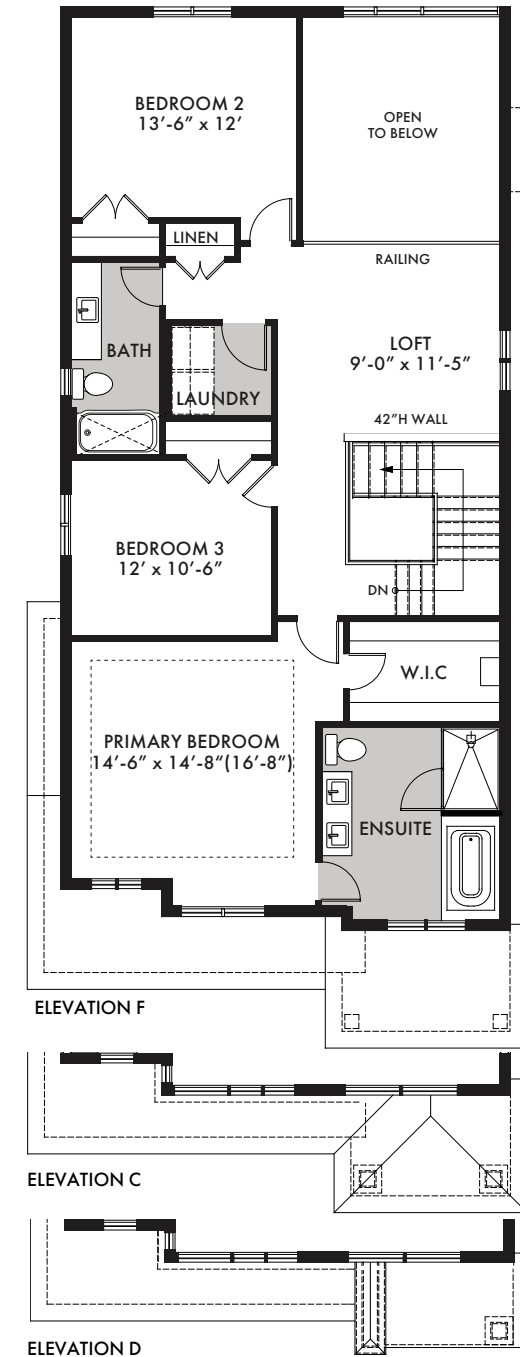 BEDROOM 2
13'-6" x 12'
OPEN
TO BELOW
LINEN
RAILING
BATH
LOFT
9'-0" x 11'-5"
LAUNDRY
42"H WALL
BEDROOM 3
12' x 10'-6"
DN
W.I.C
PRIMARY BEDROOM
14'-6" x 14'-8"(16'-8")
ENSUITE
ELEVATION F
ELEVATION C
ELEVATION D